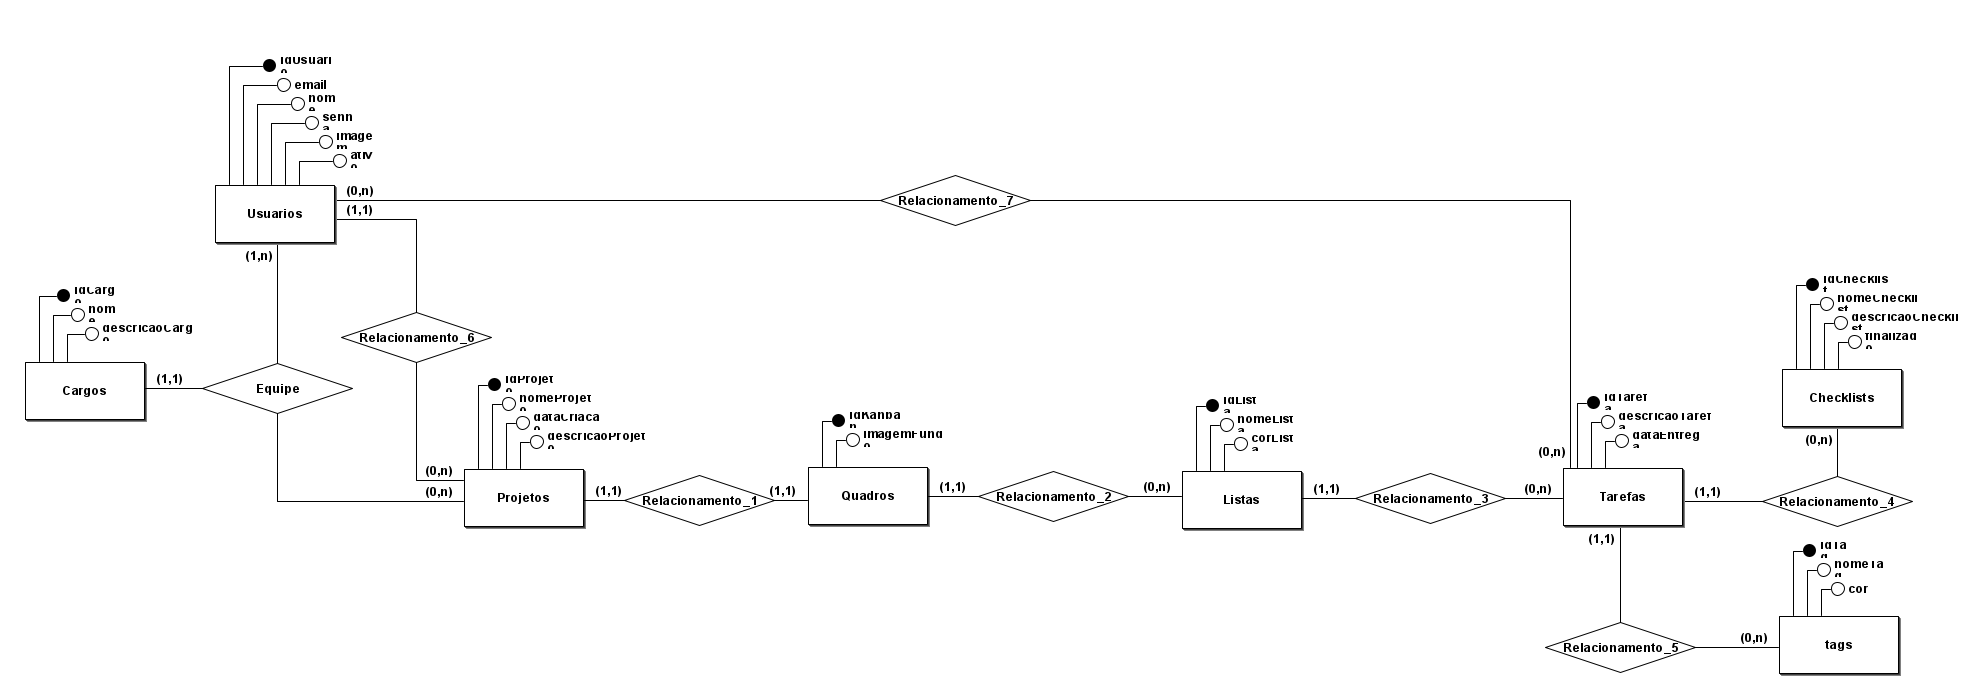 idUsuario
email
nome
senha
imagem
ativo
Usuarios
(0,n)
(1,1)
(1,n)
Relacionamento_7
idCargo
nome
descricaoCargo
Cargos
(1,1)
Equipe
Relacionamento_6
idProjeto
nomeProjeto
dataCriacao
descricaoProjeto
(0,n)
(0,n)
Projetos
(1,1)
Relacionamento_1
(1,1)
idKanban
imagemFundo
Quadros
(1,1)
Relacionamento_2
(0,n)
idLista
nomeLista
corLista
Listas
(1,1)
Relacionamento_3
(0,n)
(0,n)
idTarefa
descricaoTarefa
dataEntrega
Tarefas
(1,1)
(1,1)
idChecklist
nomeChecklist
descricaoChecklist
finalizado
Checklists
(0,n)
Relacionamento_4
Relacionamento_5
(0,n)
idTag
nomeTag
cor
tags